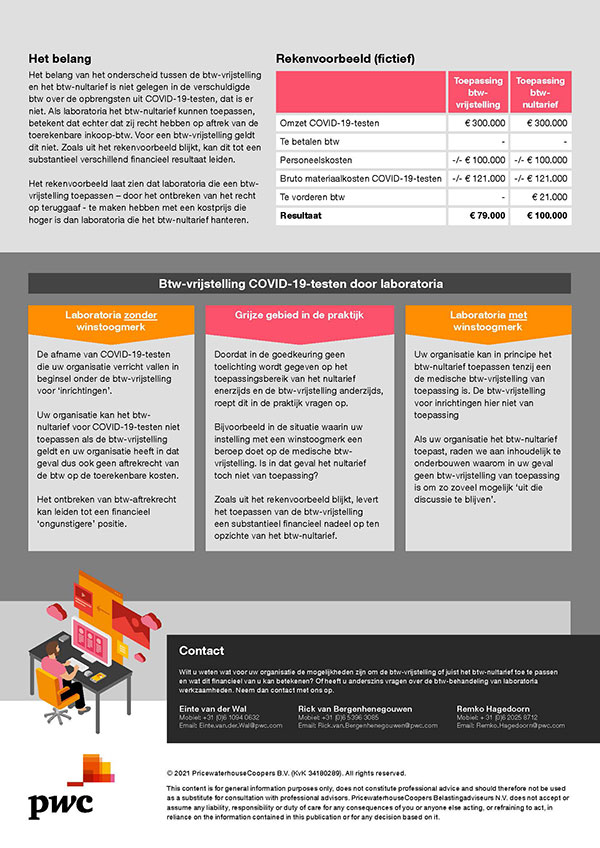 Het belang
Het belang van het onderscheid tussen de btw-vrijstelling
en het btw-nultarief is niet gelegen in de verschuldigde
btw over de opbrengsten uit COVID-19-testen, dat is er
niet. Als laboratoria het btw-nultarief kunnen toepassen,
betekent dat echter dat zij recht hebben op aftrek van de
toerekenbare inkoop-btw. Voor een btw-vrijstelling geldt
dit niet. Zoals uit het rekenvoorbeeld blijkt, kan dit tot een
substantieel verschillend financieel resultaat leiden.
Het rekenvoorbeeld laat zien dat laboratoria die een btw-
vrijstelling toepassen – door het ontbreken van het recht
op teruggaaf - te maken hebben met een kostprijs die
hoger is dan laboratoria die het btw-nultarief hanteren.
Rekenvoorbeeld (fictief)
Toepassing btw-vrijstelling Toepassing btw-nultarief
Omzet COVID-19-testen € 300.000 € 300.000
Te betalen btw - -
Personeelskosten -/- € 100.000 -/- € 100.000
Bruto materiaalkosten COVID-19-testen -/- € 121.000 -/- € 121.000
Te vorderen btw - € 21.000
Resultaat € 79.000 € 100.000
Btw-vrijstelling COVID-19-testen door laboratoria
Laboratoria zonder
winstoogmerk
De afname van COVID-19-testen
die uw organisatie verricht vallen in
beginsel onder de btw-vrijstelling
voor ‘inrichtingen’.
Uw organisatie kan het btw-
nultarief voor COVID-19-testen niet
toepassen als de btw-vrijstelling
geldt en uw organisatie heeft in dat
geval dus ook geen aftrekrecht van
de btw op de toerekenbare kosten.
Het ontbreken van btw-aftrekrecht
kan leiden tot een financieel
‘ongunstigere’ positie.
Grijze gebied in de praktijk
Doordat in de goedkeuring geen
toelichting wordt gegeven op het
toepassingsbereik van het nultarief
enerzijds en de btw-vrijstelling anderzijds,
roept dit in de praktijk vragen op.
Bijvoorbeeld in de situatie waarin uw
instelling met een winstoogmerk een
beroep doet op de medische btw-
vrijstelling. Is in dat geval het nultarief
toch niet van toepassing?
Zoals uit het rekenvoorbeeld blijkt, levert
het toepassen van de btw-vrijstelling
een substantieel financieel nadeel op ten
opzichte van het btw-nultarief.
Laboratoria met
winstoogmerk
Uw organisatie kan in principe het
btw-nultarief toepassen tenzij een
de medische btw-vrijstelling van
toepassing is. De btw-vrijstelling
voor inrichtingen hier niet van
toepassing
Als uw organisatie het btw-nultarief
toepast, raden we aan inhoudelijk te
onderbouwen waarom in uw geval
geen btw-vrijstelling van toepassing
is om zo zoveel mogelijk ‘uit die
discussie te blijven’.
Contact
Wilt u weten wat voor uw organisatie de mogelijkheden zijn om de btw-vrijstelling of juist het btw-nultarief toe te passen
en wat dit financieel van u kan betekenen? Of heeft u anderszins vragen over de btw-behandeling van laboratoria
werkzaamheden. Neem dan contact met ons op.
Einte van der Wal
Mobiel: +31 (0)6 1094 0632
Email: Einte.van.der.Wal@pwc.com
Rick van Bergenhenegouwen
Mobiel: +31 (0)6 5396 3085
Email: Rick.van.Bergenhenegouwen@pwc.com
Remko Hagedoorn
Mobiel: + 31 (0)6 2025 8712
Email: Remko.Hagedoorn@pwc.com
pwc
© 2021 PricewaterhouseCoopers B.V. (KvK 34180289). All rights reserved.
This content is for general information purposes only, does not constitute professional advice and should therefore not be used
as a substitute for consultation with professional advisors. PricewaterhouseCoopers Belastingadviseurs N.V. does not accept or
assume any liability, responsibility or duty of care for any consequences of you or anyone else acting, or refraining to act, in
reliance on the information contained in this publication or for any decision based on it.